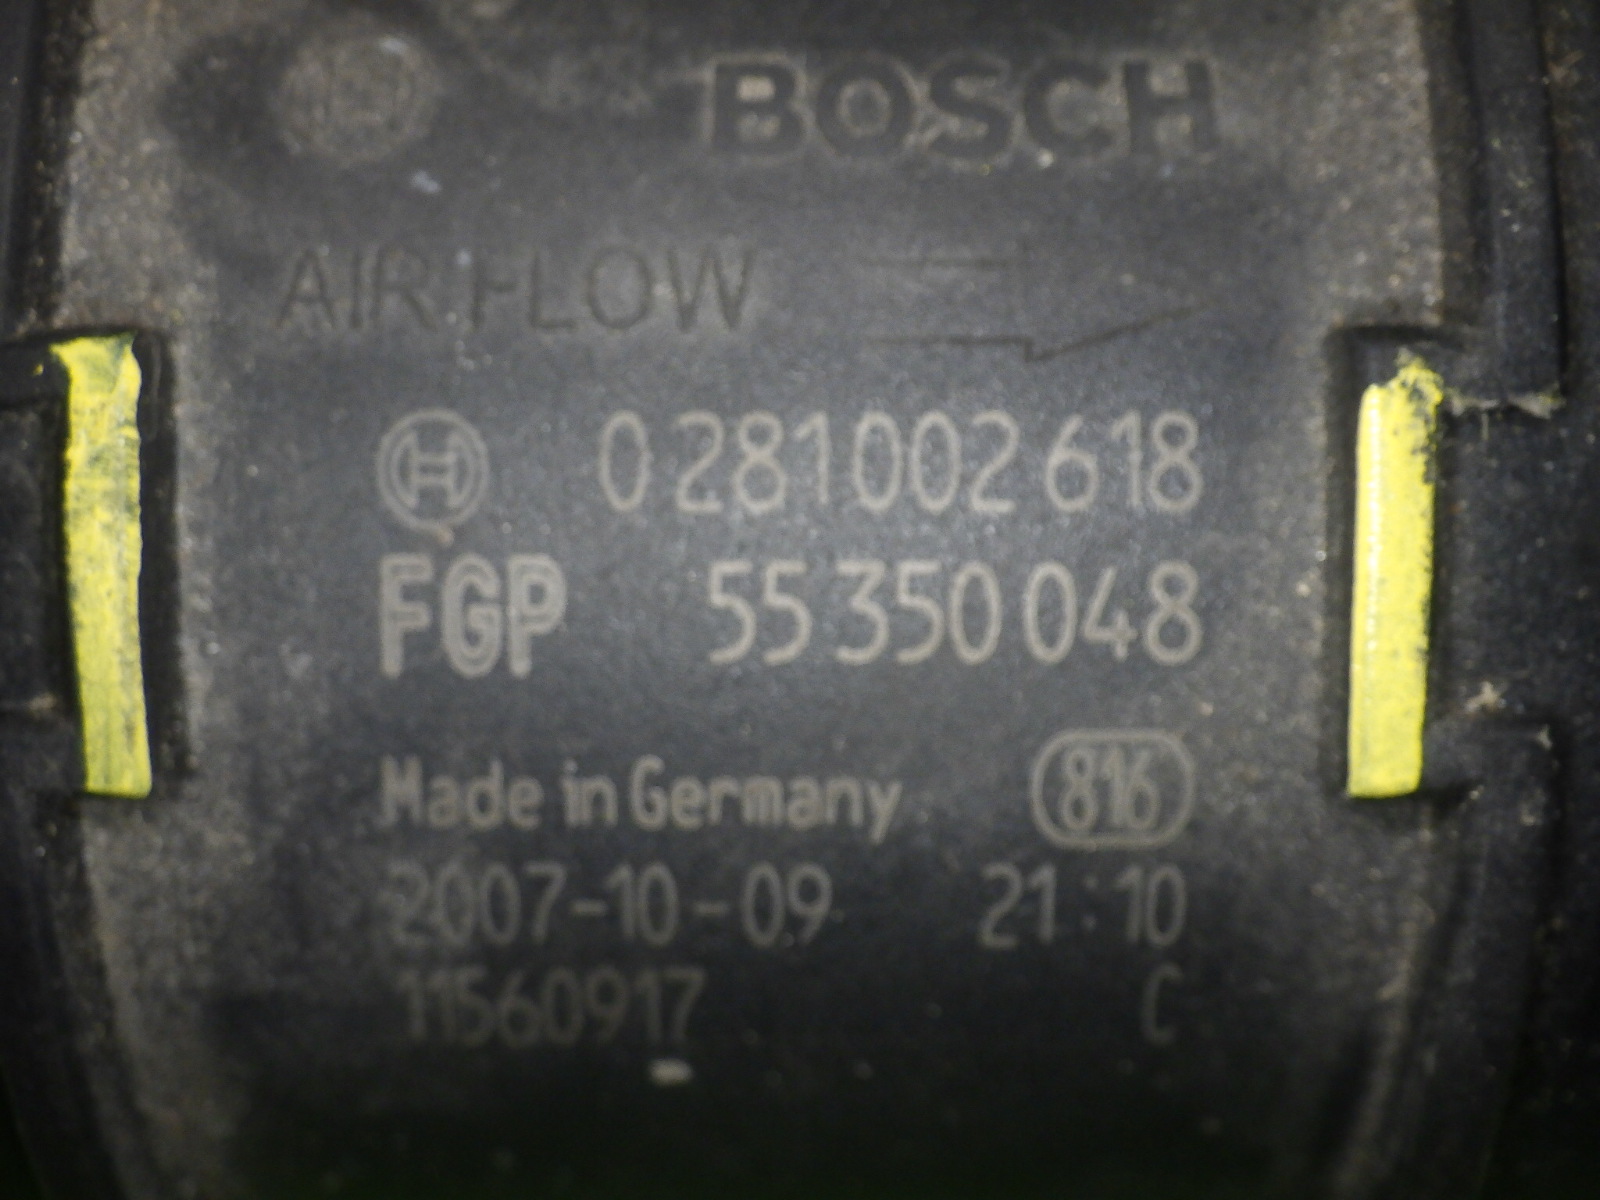 BOSCH
AIR FLOW
0 281 002 618
FGP 55 350 048
Made in Germany 816
2007-10-09 21:10
11560917 C